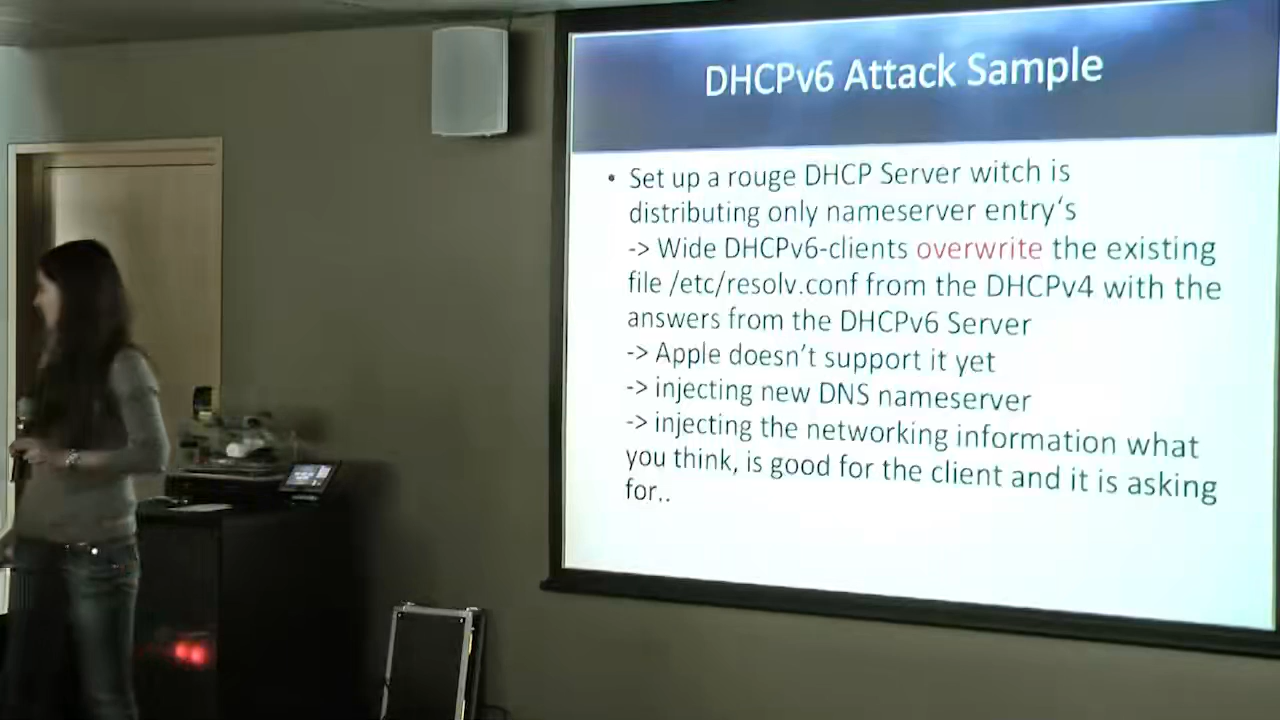 DHCPv6 Attack Sample
• Set up a rouge DHCP Server witch is
distributing only nameserver entry‘s
-> Wide DHCPv6-clients overwrite the existing
file /etc/resolv.conf from the DHCPv4 with the
answers from the DHCPv6 Server
-> Apple doesn’t support it yet
-> injecting new DNS nameserver
-> injecting the networking information what
you think, is good for the client and it is asking
for..